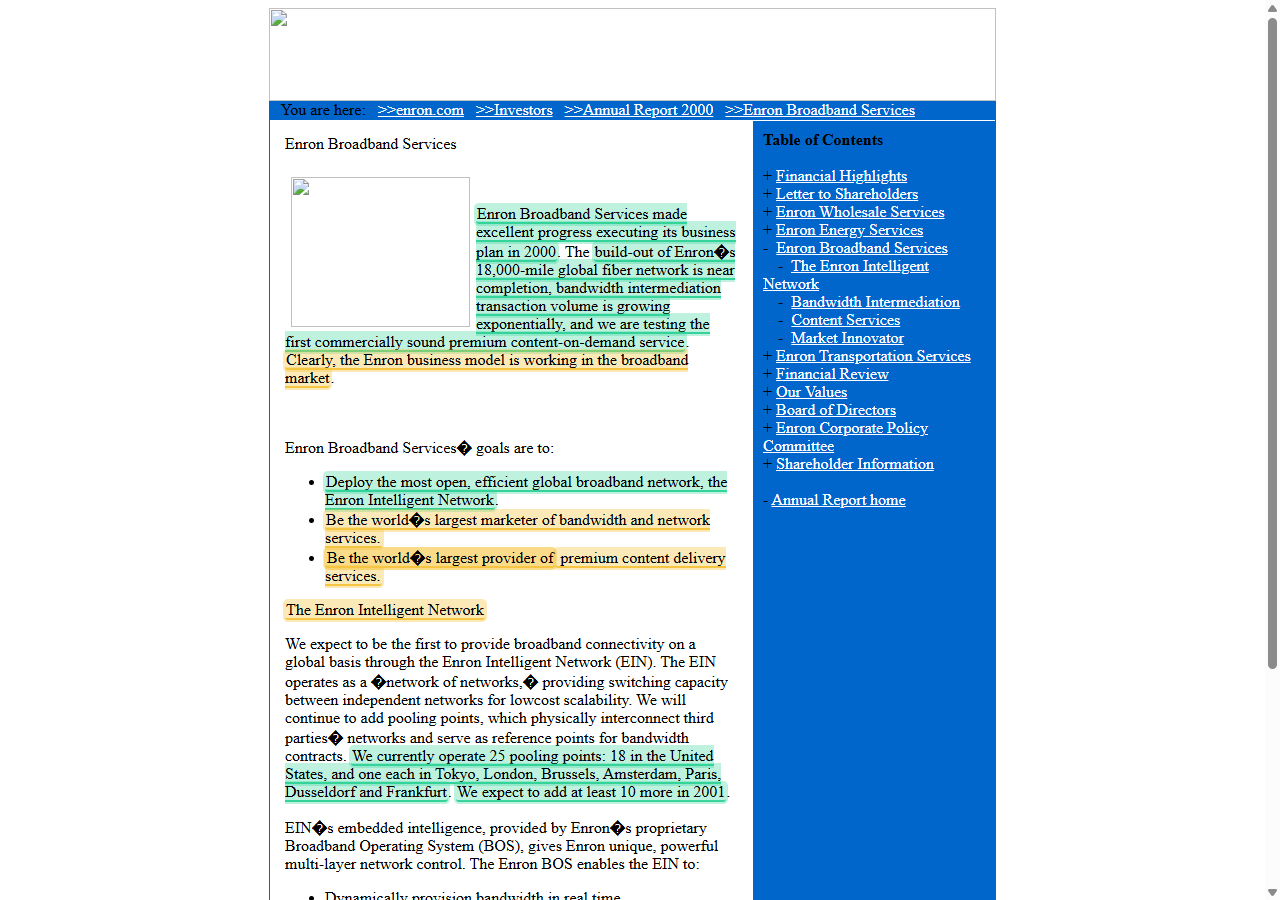 You are here: >>enron.com >>Investors >>Annual Report 2000 >>Enron Broadband Services
Enron Broadband Services
Enron Broadband Services made
excellent progress executing its business
plan in 2000. The build-out of Enron�s
18,000-mile global fiber network is near
completion, bandwidth intermediation
transaction volume is growing
exponentially, and we are testing the
first commercially sound premium content-on-demand service.
Clearly, the Enron business model is working in the broadband
market.
Enron Broadband Services� goals are to:
• Deploy the most open, efficient global broadband network, the
Enron Intelligent Network.
• Be the world�s largest marketer of bandwidth and network
services.
• Be the world�s largest provider of premium content delivery
services.
The Enron Intelligent Network
We expect to be the first to provide broadband connectivity on a
global basis through the Enron Intelligent Network (EIN). The EIN
operates as a �network of networks,� providing switching capacity
between independent networks for lowcost scalability. We will
continue to add pooling points, which physically interconnect third
parties� networks and serve as reference points for bandwidth
contracts. We currently operate 25 pooling points: 18 in the United
States, and one each in Tokyo, London, Brussels, Amsterdam, Paris,
Dusseldorf and Frankfurt. We expect to add at least 10 more in 2001.
EIN�s embedded intelligence, provided by Enron�s proprietary
Broadband Operating System (BOS), gives Enron unique, powerful
multi-layer network control. The Enron BOS enables the EIN to:
• Dynamically provision bandwidth in real time.
Table of Contents
+ Financial Highlights
+ Letter to Shareholders
+ Enron Wholesale Services
+ Enron Energy Services
- Enron Broadband Services
- The Enron Intelligent
Network
- Bandwidth Intermediation
- Content Services
- Market Innovator
+ Enron Transportation Services
+ Financial Review
+ Our Values
+ Board of Directors
+ Enron Corporate Policy
Committee
+ Shareholder Information
- Annual Report home